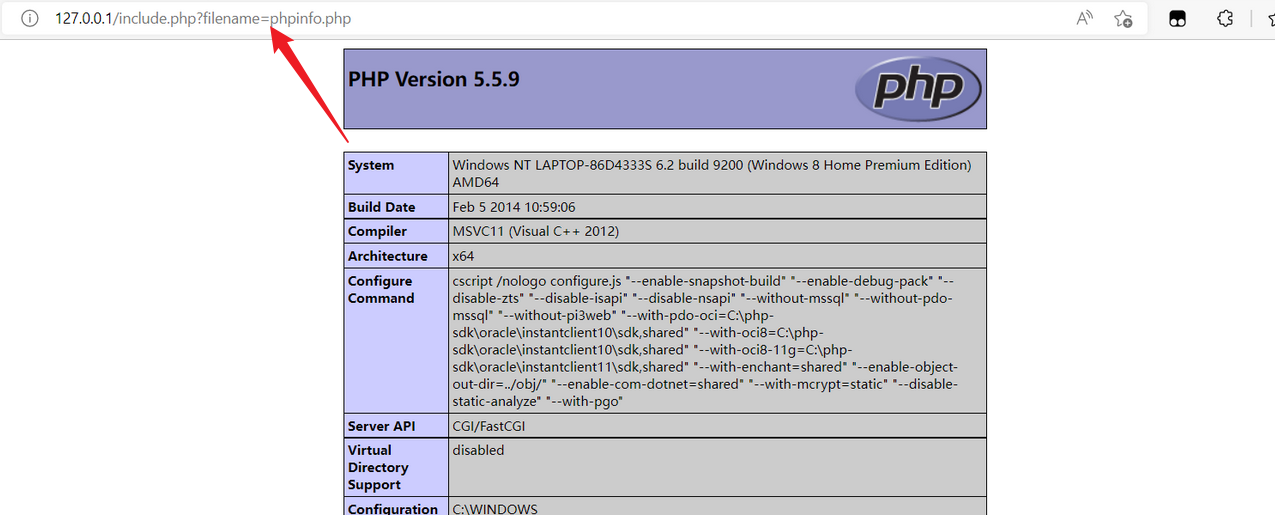 127.0.0.1/include.php?filename=phpinfo.php
PHP Version 5.5.9
php
System
Windows NT LAPTOP-86D4333S 6.2 build 9200 (Windows 8 Home Premium Edition)
AMD64
Build Date
Feb 5 2014 10:59:06
Compiler
MSVC11 (Visual C++ 2012)
Architecture
x64
Configure
Command
cscript /nologo configure.js "--enable-snapshot-build" "--enable-debug-pack" "--
disable-zts" "--disable-isapi" "--disable-nsapi" "--without-mssql" "--without-pdo-
mssql" "--without-pi3web" "--with-pdo-oci=C:\php-
sdk\oracle\instantclient10\sdk,shared" "--with-oci8=C:\php-
sdk\oracle\instantclient10\sdk,shared" "--with-oci8-11g=C:\php-
sdk\oracle\instantclient11\sdk,shared" "--with-enchant=shared" "--enable-object-
out-dir=../obj/" "--enable-com-dotnet=shared" "--with-mcrypt=static" "--disable-
static-analyze" "--with-pgo"
Server API
CGI/FastCGI
Virtual
Directory
Support
disabled
Configuration
C:\WINDOWS